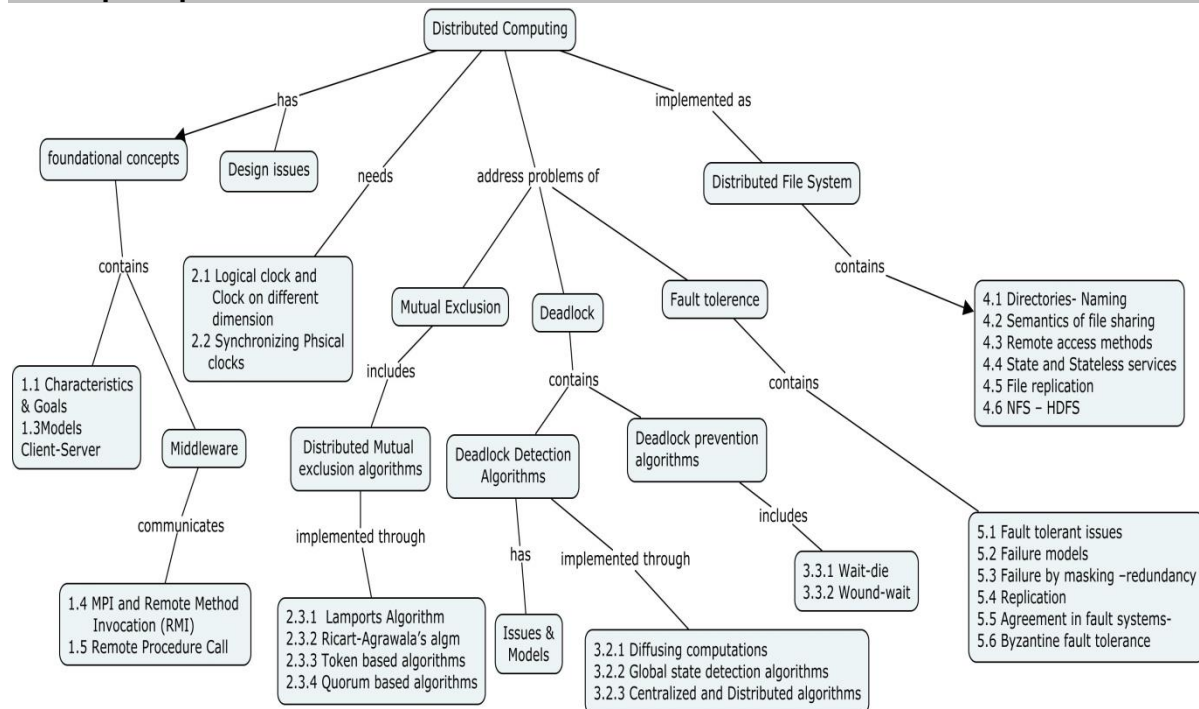 Distributed Computing
has
implemented as
foundational concepts
Design issues
needs
address problems of
Distributed File System
contains
2.1 Logical clock and
Clock on different
dimension
2.2 Synchronizing Phsical
clocks
Mutual Exclusion
Deadlock
Fault tolerence
contains
4.1 Directories- Naming
4.2 Semantics of file sharing
4.3 Remote access methods
4.4 State and Stateless services
4.5 File replication
4.6 NFS – HDFS
1.1 Characteristics
& Goals
1.3Models
Client-Server
includes
contains
contains
Middleware
Distributed Mutual
exclusion algorithms
Deadlock Detection
Algorithms
Deadlock prevention
algorithms
communicates
implemented through
has
implemented through
includes
5.1 Fault tolerant issues
5.2 Failure models
5.3 Failure by masking –redundancy
5.4 Replication
5.5 Agreement in fault systems-
5.6 Byzantine fault tolerance
3.3.1 Wait-die
3.3.2 Wound-wait
1.4 MPI and Remote Method
Invocation (RMI)
1.5 Remote Procedure Call
2.3.1 Lamports Algorithm
2.3.2 Ricart-Agrawala's algm
2.3.3 Token based algorithms
2.3.4 Quorum based algorithms
Issues &
Models
3.2.1 Diffusing computations
3.2.2 Global state detection algorithms
3.2.3 Centralized and Distributed algorithms